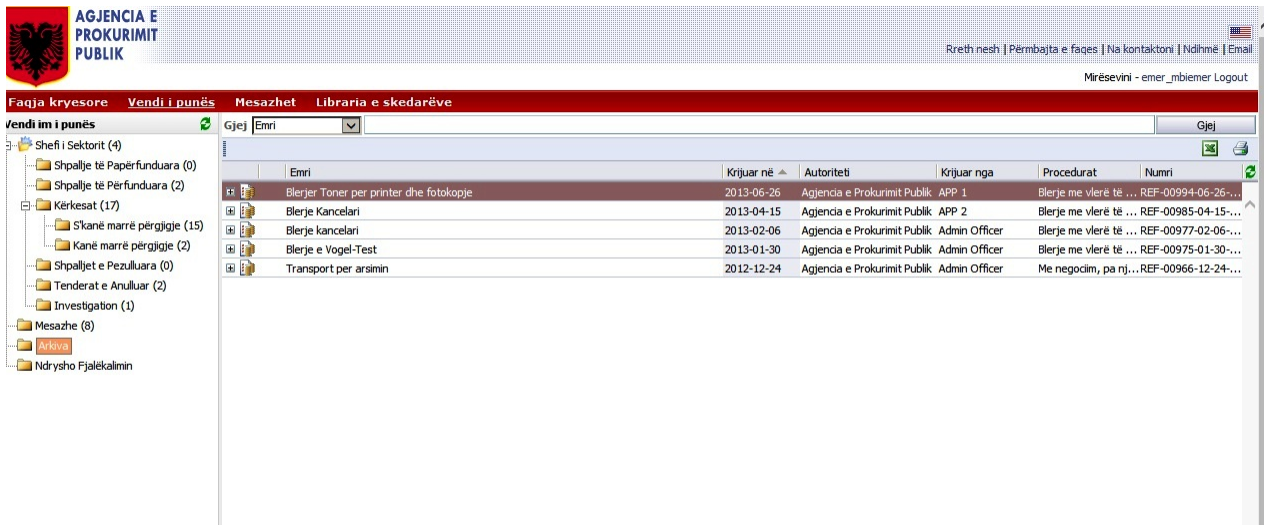 AGJENCIA E
PROKURIMIT
PUBLIK
Rreth nesh | Përmbajta e faqes | Na kontaktoni | Ndihmë | Email
Mirësevini - emer_mbiemer Logout
Faqja kryesore Vendi i punës Mesazhet Libraria e skedarëve
Vendi im i punës
Gjej Emri Gjej
Shefi i Sektorit (4)
Shpallje të Papërfunduara (0)
Shpallje të Përfunduara (2)
Kërkesat (17)
S'kanë marrë përgjigje (15)
Kanë marrë përgjigje (2)
Shpalljet e Pezulluara (0)
Tenderat e Anulluar (2)
Investigation (1)
Mesazhe (8)
Arkiva
Ndrysho Fjalëkalimin
Emri Krijuar në Autoriteti Krijuar nga Procedurat Numri
Blerjer Toner per printer dhe fotokopje 2013-06-26 Agjencia e Prokurimit Publik APP 1 Blerje me vlerë të ... REF-00994-06-26-...
Blerje Kancelari 2013-04-15 Agjencia e Prokurimit Publik APP 2 Blerje me vlerë të ... REF-00985-04-15-...
Blerje kancelari 2013-02-06 Agjencia e Prokurimit Publik Admin Officer Blerje me vlerë të ... REF-00977-02-06-...
Blerje e Vogel-Test 2013-01-30 Agjencia e Prokurimit Publik Admin Officer Blerje me vlerë të ... REF-00975-01-30-...
Transport per arsimin 2012-12-24 Agjencia e Prokurimit Publik Admin Officer Me negociim, pa nj... REF-00966-12-24-...